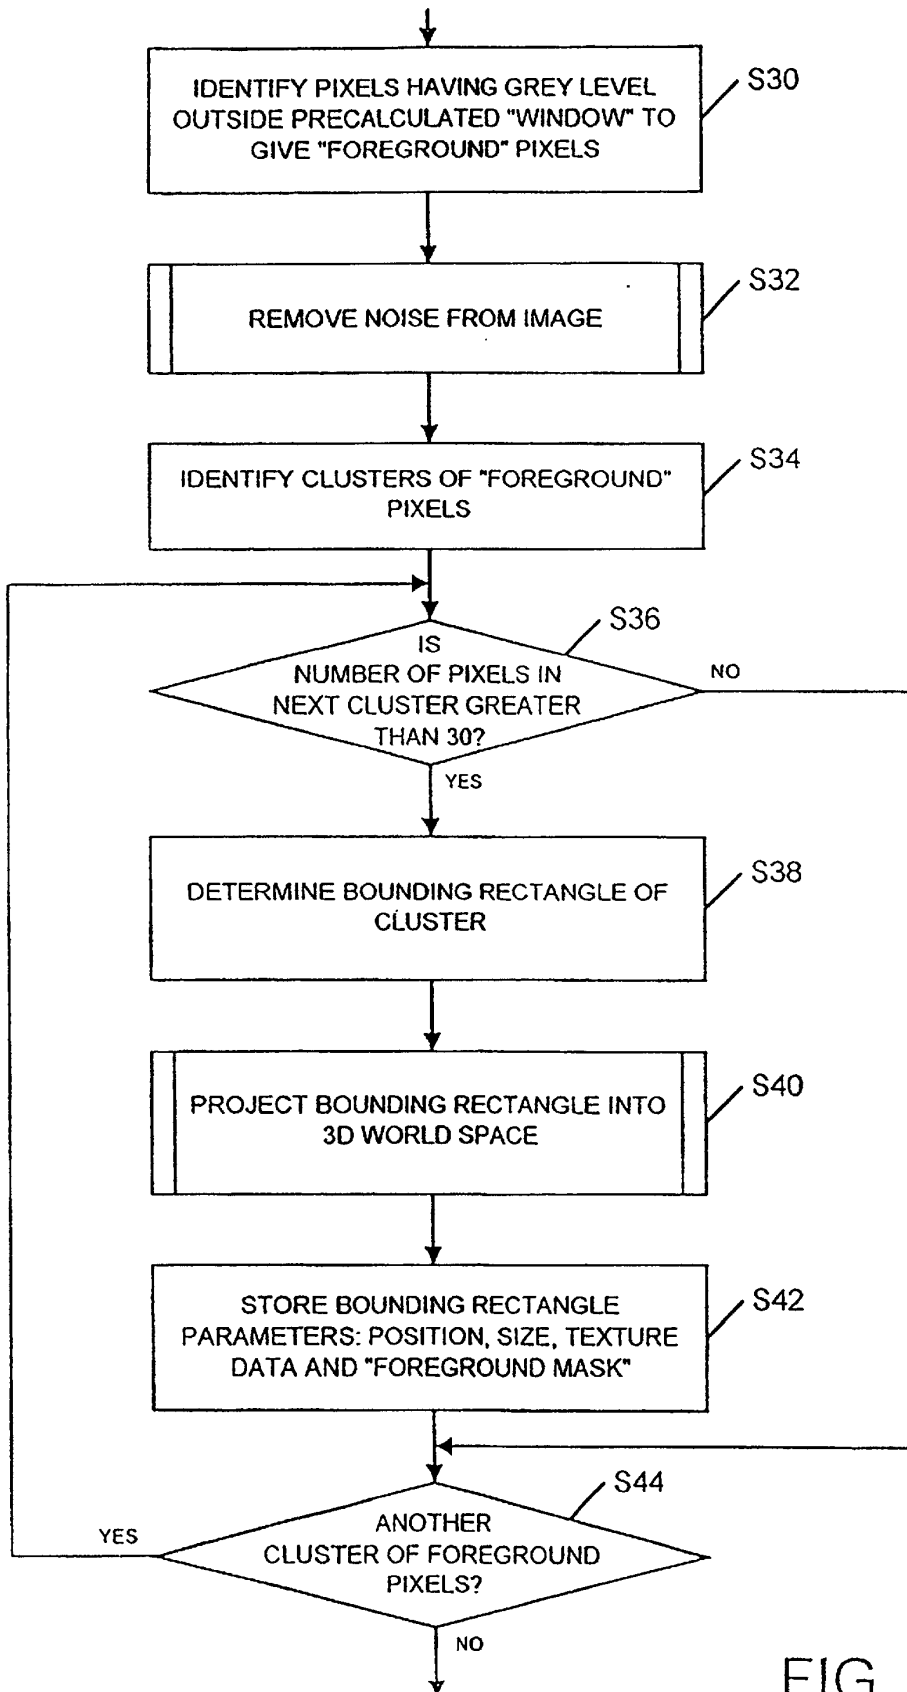 IDENTIFY PIXELS HAVING GREY LEVEL
OUTSIDE PRECALCULATED "WINDOW" TO
GIVE "FOREGROUND" PIXELS
S30
REMOVE NOISE FROM IMAGE
S32
IDENTIFY CLUSTERS OF "FOREGROUND"
PIXELS
S34
IS
NUMBER OF PIXELS IN
NEXT CLUSTER GREATER
THAN 30?
S36
NO
YES
DETERMINE BOUNDING RECTANGLE OF
CLUSTER
S38
PROJECT BOUNDING RECTANGLE INTO
3D WORLD SPACE
S40
STORE BOUNDING RECTANGLE
PARAMETERS: POSITION, SIZE, TEXTURE
DATA AND "FOREGROUND MASK"
S42
ANOTHER
CLUSTER OF FOREGROUND
PIXELS?
S44
YES
NO
FIG